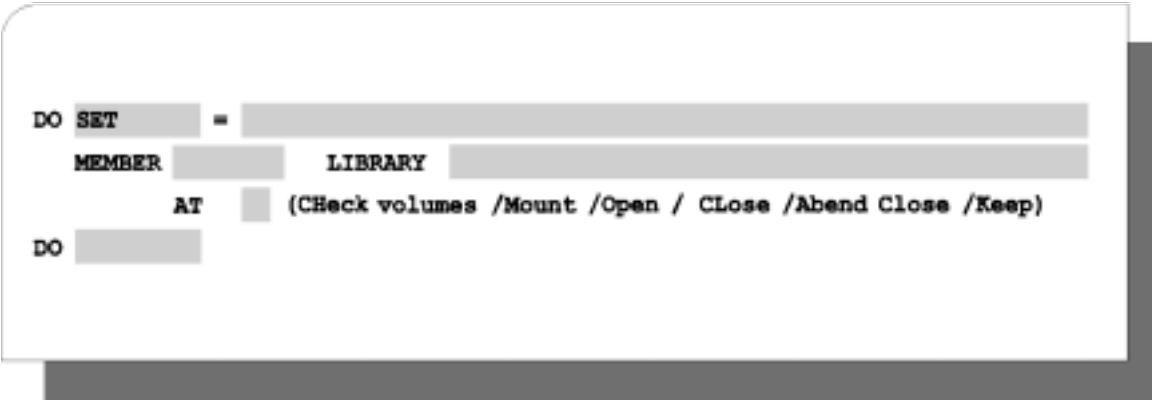 DO SET =
MEMBER LIBRARY
AT (CHeck volumes /Mount /Open / CLose /Abend Close /Keep)
DO